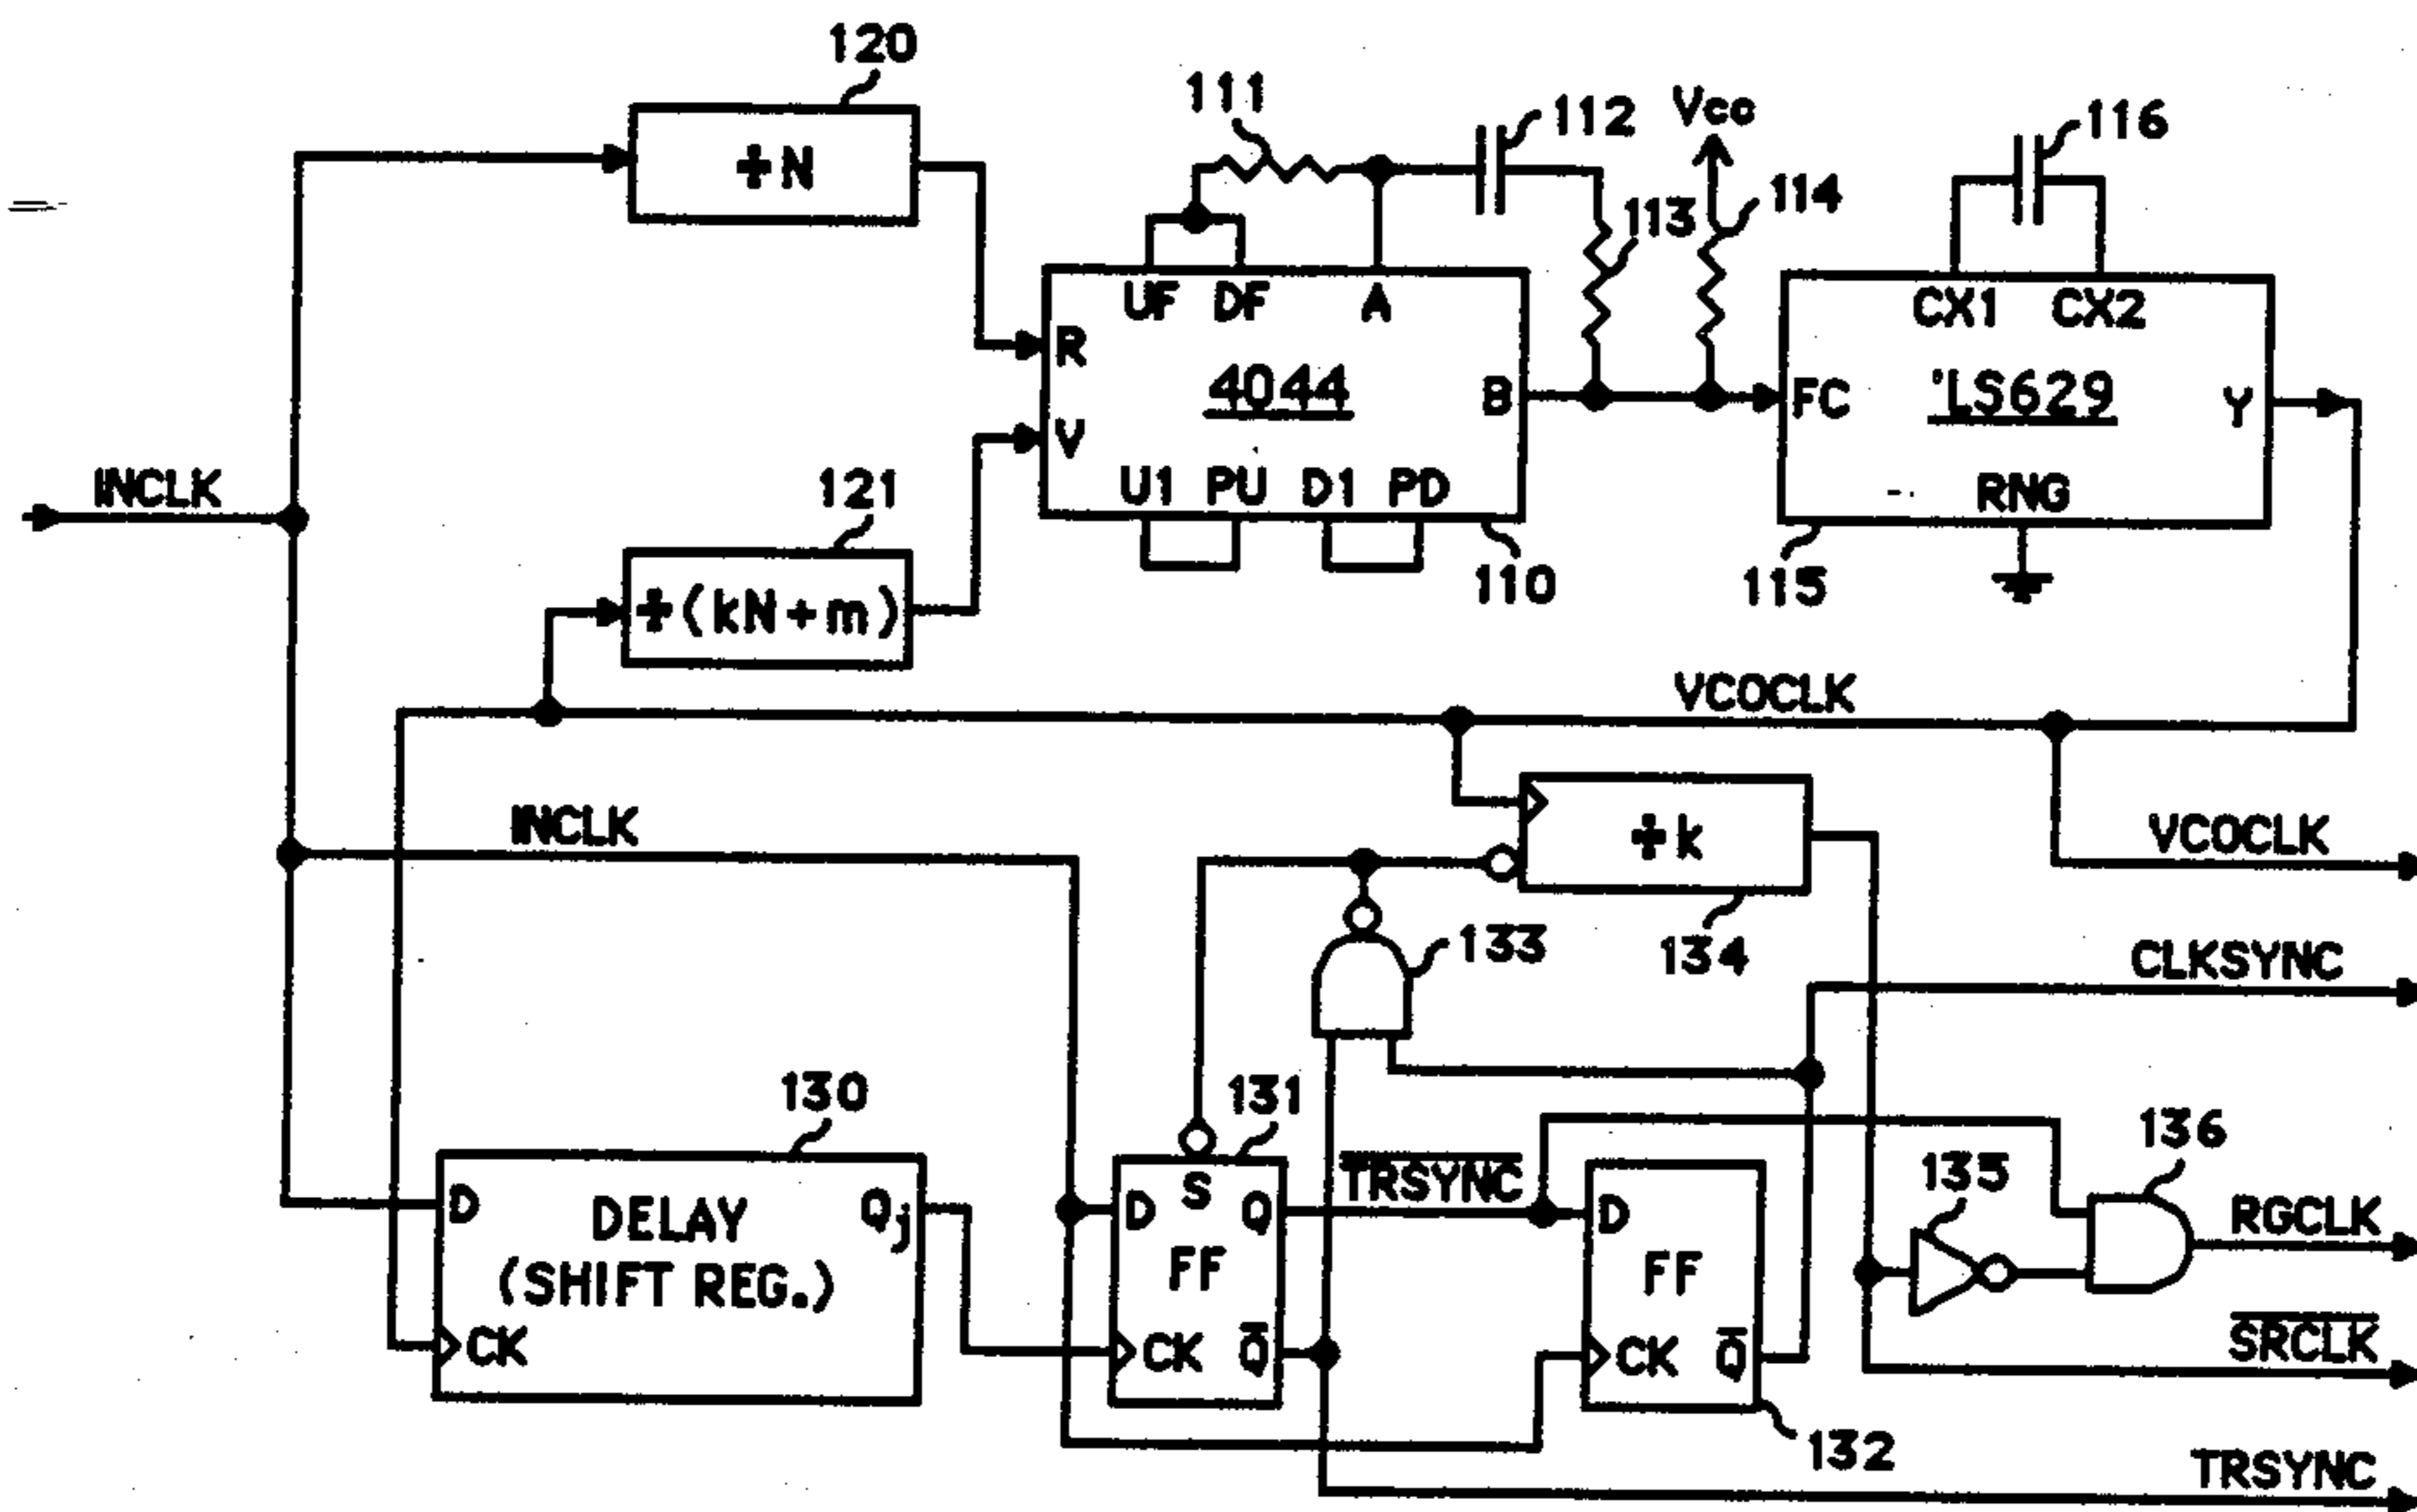 120
÷N
111
112
Vcc
113
114
116
UF DF A
R
4044
B
V
U1 PU D1 PD
110
CX1 CX2
FC
'LS629
Y
RNG
115
INCLK
121
÷(kN+m)
VCOCLK
INCLK
÷k
134
VCOCLK
133
CLKSYNC
130
D
DELAY
(SHIFT REG.)
Qj
CK
131
S
D
Q
FF
CK
Q̅
T̅R̅S̅Y̅N̅C̅
D
FF
CK
Q̅
132
135
136
RGCLK
S̅R̅C̅L̅K̅
TRSYNC